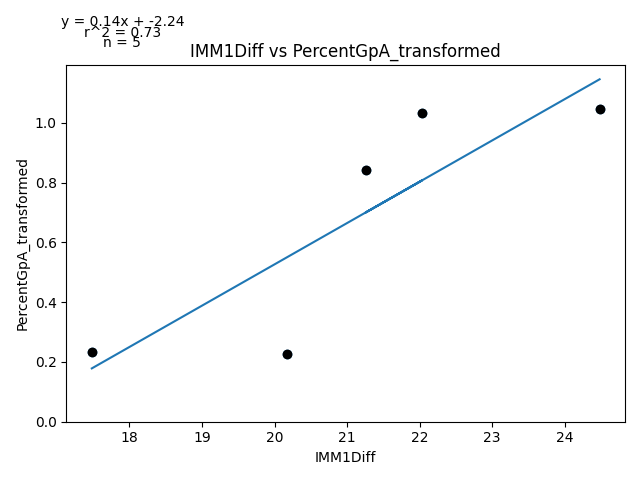 y = 0.14x + -2.24
r^2 = 0.73
n = 5
IMM1Diff vs PercentGpA_transformed
PercentGpA_transformed
1.0
0.8
0.6
0.4
0.2
0.0
18 19 20 21 22 23 24
IMM1Diff